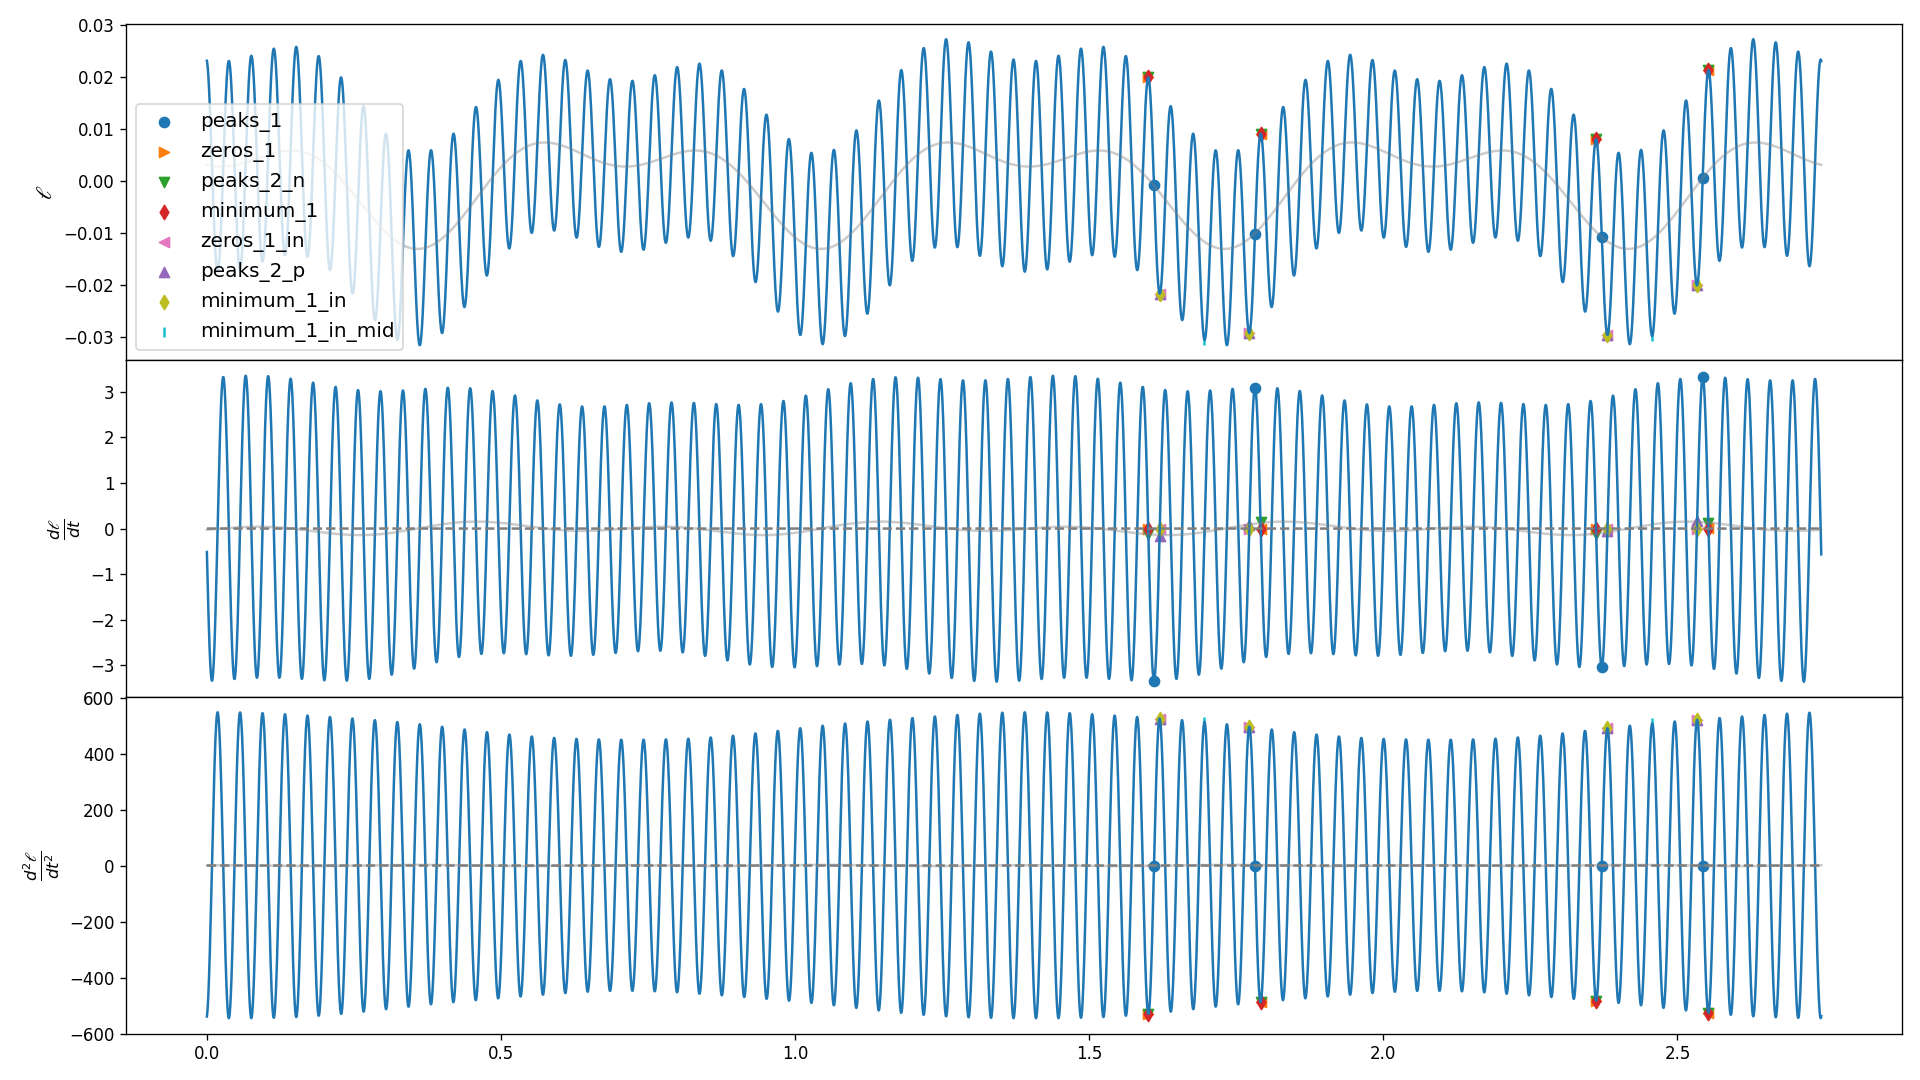 0.03
0.02
0.01
0.00
−0.01
−0.02
−0.03
ℓ
peaks_1
zeros_1
peaks_2_n
minimum_1
zeros_1_in
peaks_2_p
minimum_1_in
minimum_1_in_mid
3
2
1
0
−1
−2
−3
dℓ
dt
600
400
200
0
−200
−400
−600
d²ℓ
dt²
0.0 0.5 1.0 1.5 2.0 2.5